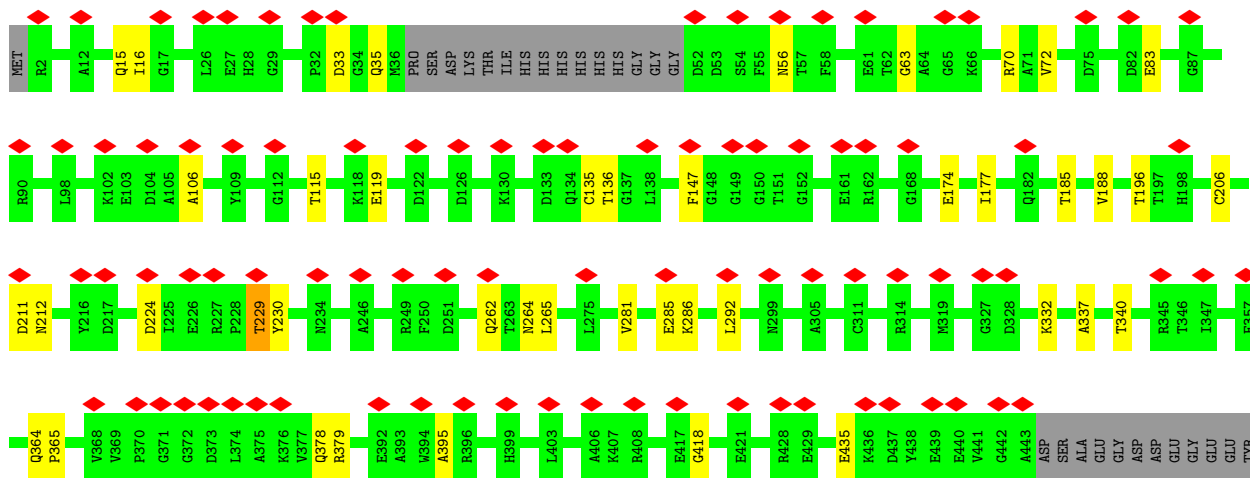 MET R2 A12 Q15 I16 G17 L26 E27 H28 G29 P32 D33 G34 Q35 M36 PRO SER ASP LYS THR ILE HIS HIS HIS HIS HIS HIS GLY GLY GLY D52 D53 S54 F55 N56 T57 F58 E61 T62 G63 A64 G65 K66 R70 A71 V72 D75 D82 E83 G87
R90 L98 K102 E103 D104 A105 A106 Y109 G112 T115 K118 E119 D122 D126 K130 D133 Q134 C135 T136 G137 L138 F147 G148 G149 G150 T151 G152 E161 R162 G168 E174 I177 Q182 T185 V188 T196 T197 H198 C206
D211 N212 Y216 D217 D224 I225 E226 R227 P228 T229 Y230 N234 A246 R249 F250 D251 Q262 T263 N264 L265 L275 V281 E285 K286 L292 N299 A305 C311 R314 M319 G327 D328 K332 A337 T340 R345 T346 I347
Q364 P365 V368 V369 P370 G371 G372 D373 L374 A375 K376 V377 Q378 R379 E392 A393 W394 A395 R396 H399 L403 A406 K407 R408 E417 G418 E421 R428 E429 E435 K436 D437 Y438 E439 E440 V441 G442 A443 ASP SER ALA GLU GLY ASP ASP GLU GLY GLU GLU TYR